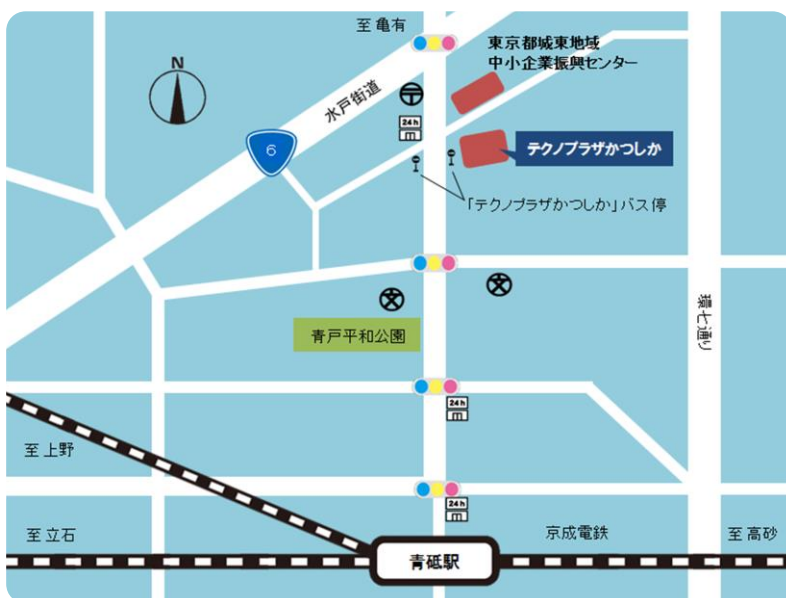 至 亀有
東京都城東地域
中小企業振興センター
N
水戸街道
24h
6
テクノプラザかつしか
「テクノプラザかつしか」バス停
環七通り
青戸平和公園
24h
至 上野
24h
至 立石
京成電鉄
至 高砂
青砥駅